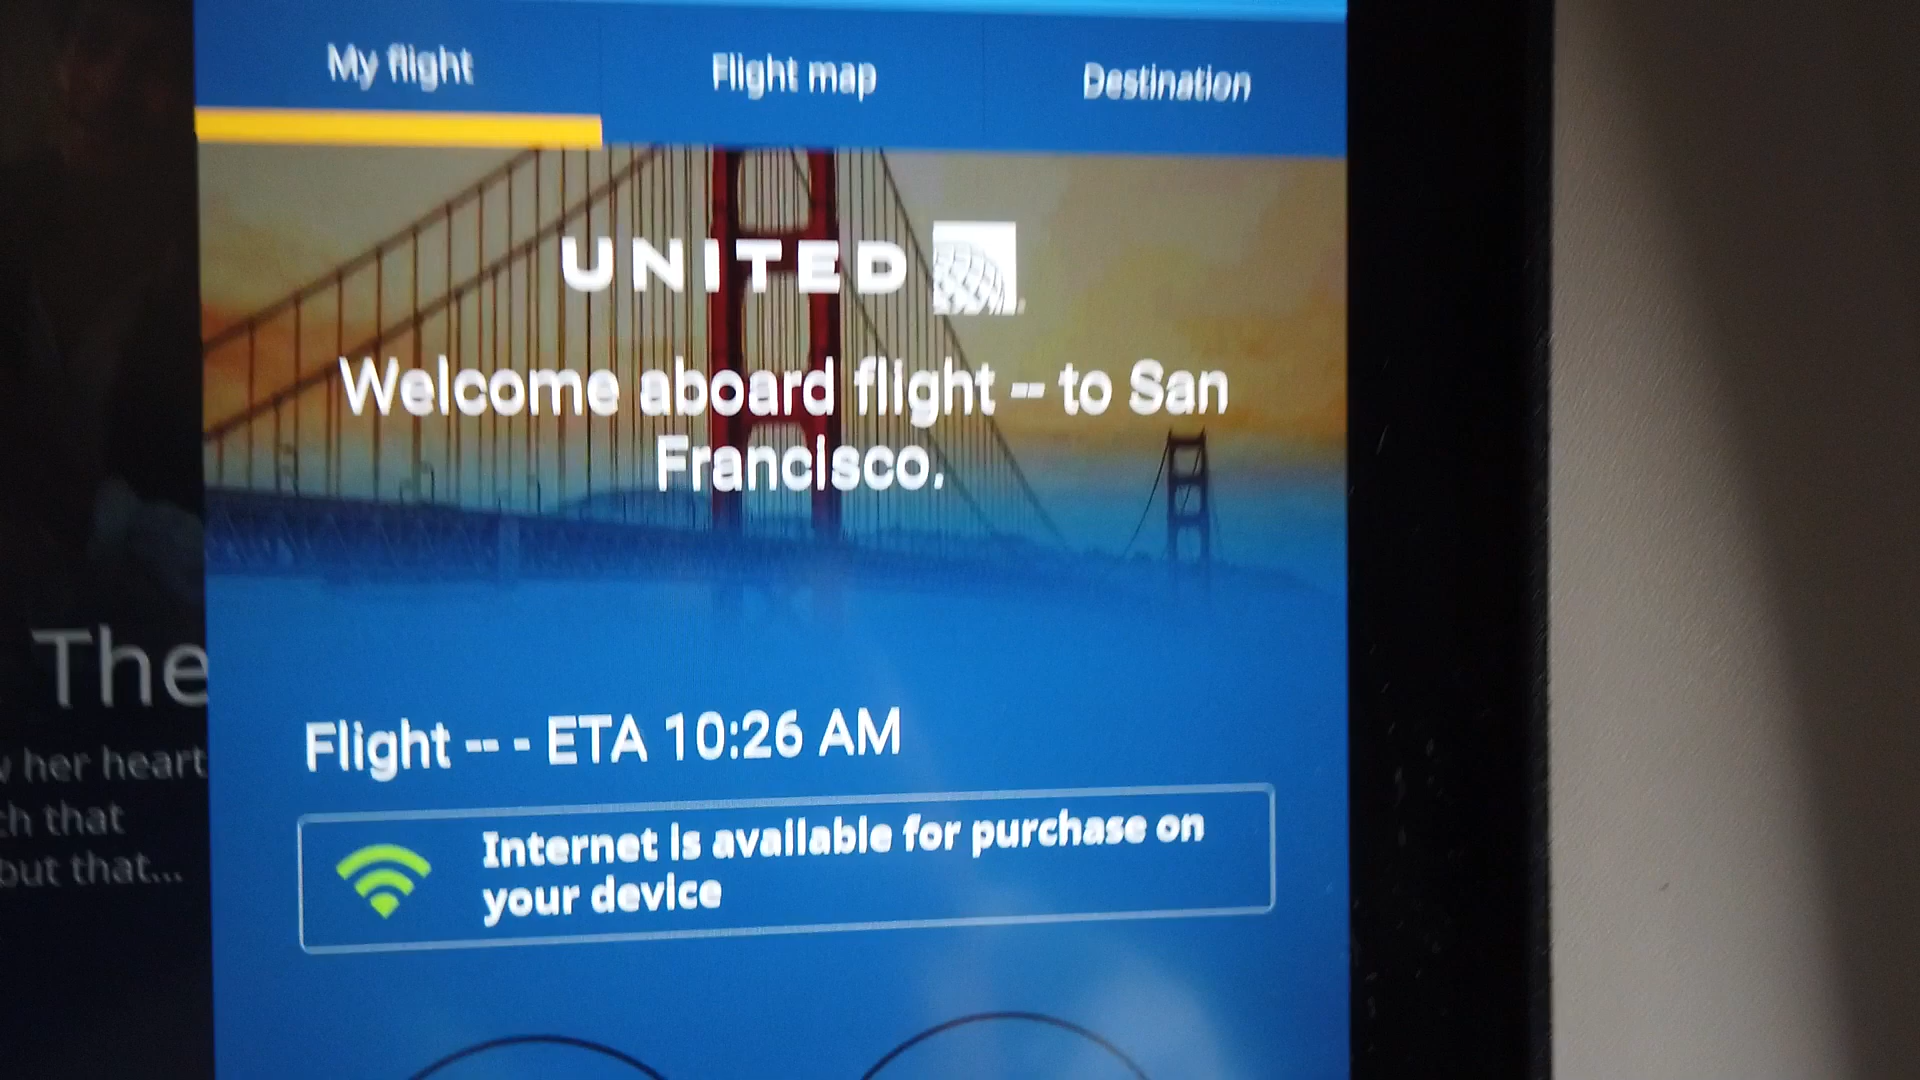 My flight
Flight map
Destination
UNITED
Welcome aboard flight -- to San
Francisco.
The
her heart
that
but that...
Flight -- - ETA 10:26 AM
Internet is available for purchase on
your device